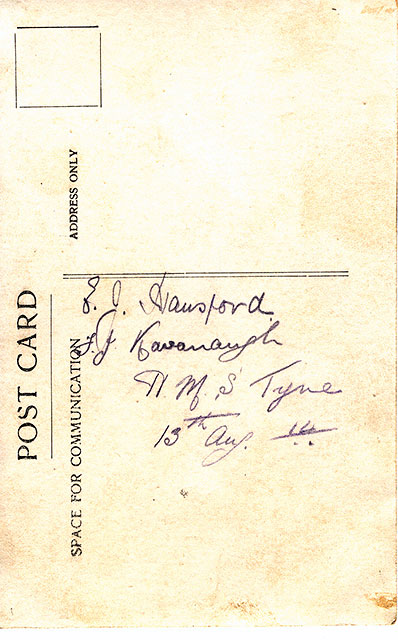 POST CARD
ADDRESS ONLY
SPACE FOR COMMUNICATION
J. Hansford.
J Kavanaugh
H M S Tyne
13th Aug.